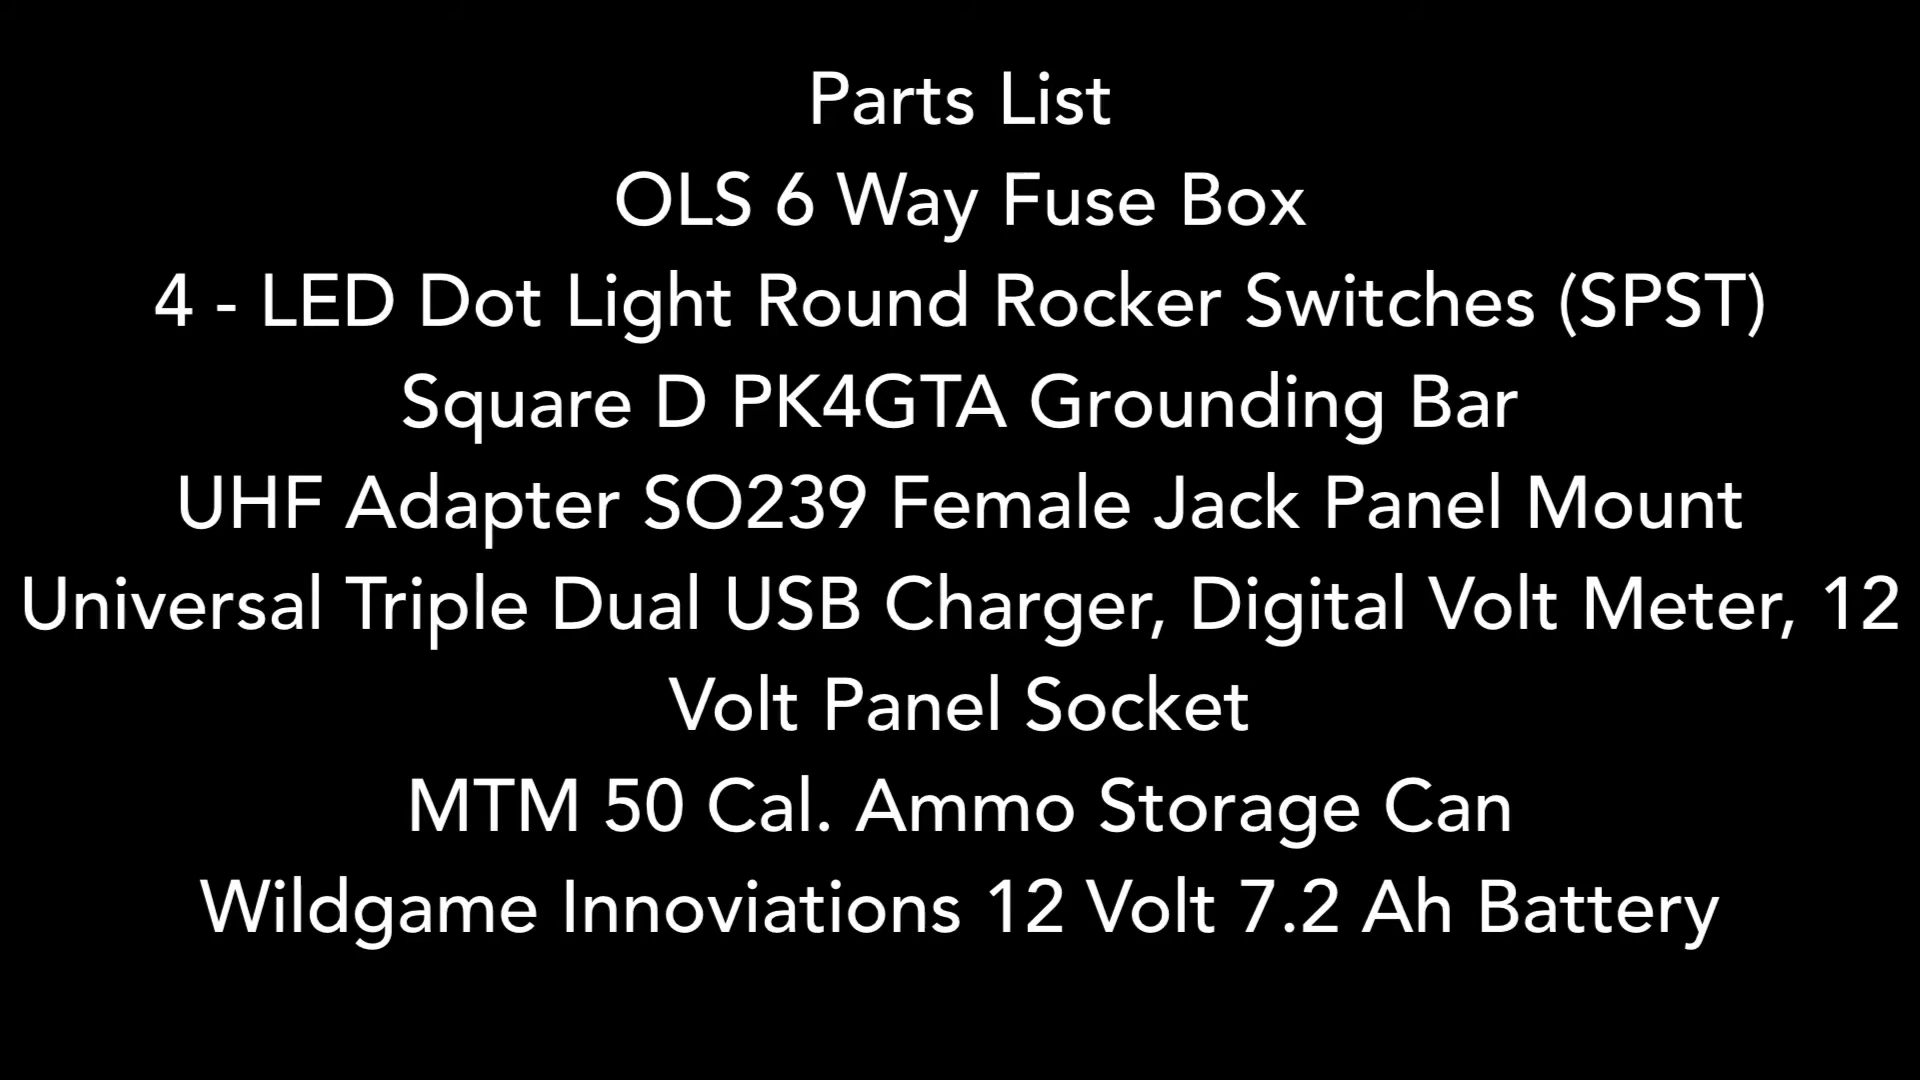 Parts List
OLS 6 Way Fuse Box
4 - LED Dot Light Round Rocker Switches (SPST)
Square D PK4GTA Grounding Bar
UHF Adapter SO239 Female Jack Panel Mount
Universal Triple Dual USB Charger, Digital Volt Meter, 12
Volt Panel Socket
MTM 50 Cal. Ammo Storage Can
Wildgame Innoviations 12 Volt 7.2 Ah Battery